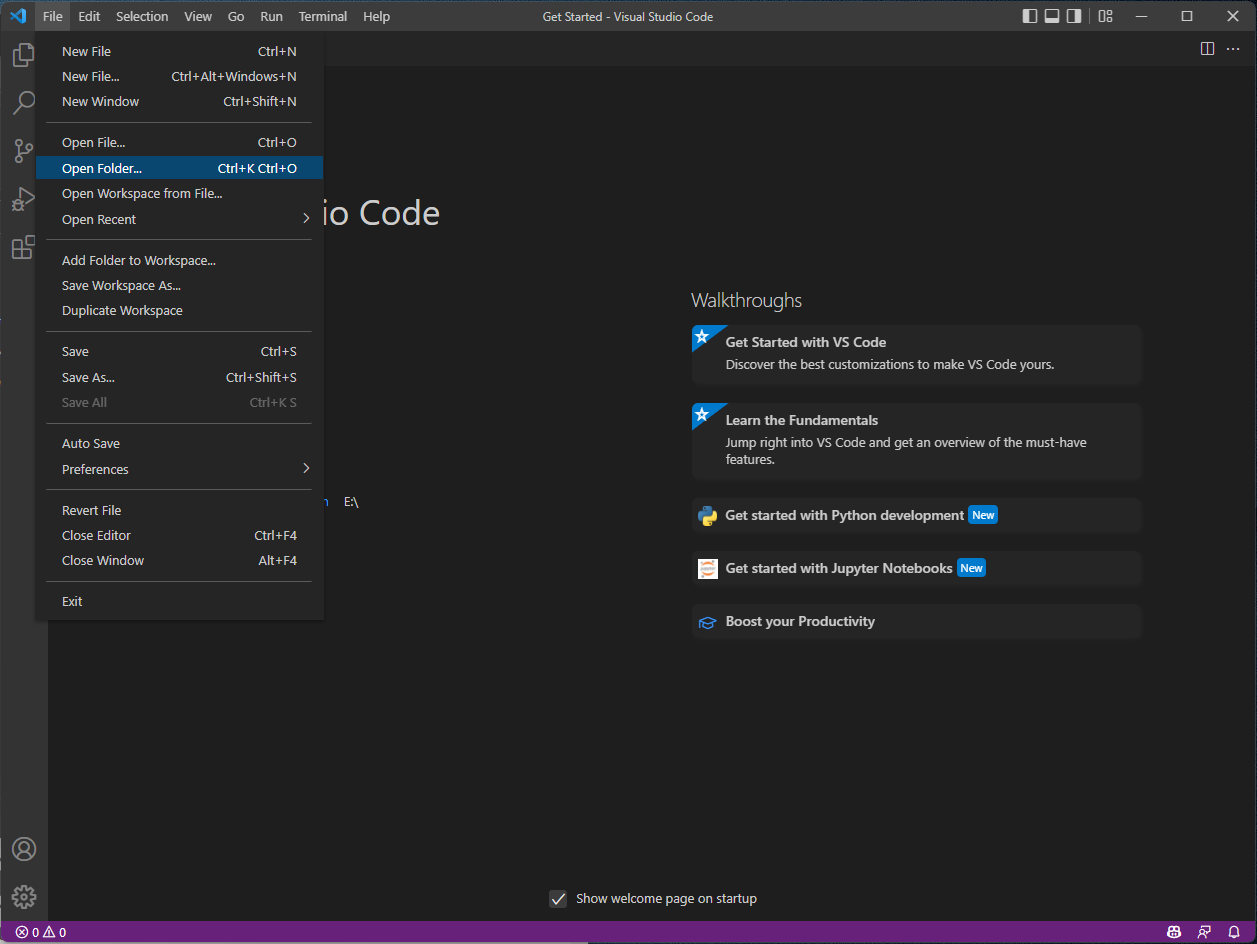 File Edit Selection View Go Run Terminal Help
Get Started - Visual Studio Code
New File Ctrl+N
New File... Ctrl+Alt+Windows+N
New Window Ctrl+Shift+N
Open File... Ctrl+O
Open Folder... Ctrl+K Ctrl+O
Open Workspace from File...
Open Recent
Add Folder to Workspace...
Save Workspace As...
Duplicate Workspace
Save Ctrl+S
Save As... Ctrl+Shift+S
Save All Ctrl+K S
Auto Save
Preferences
Revert File
Close Editor Ctrl+F4
Close Window Alt+F4
Exit
io Code
E:\
Walkthroughs
Get Started with VS Code
Discover the best customizations to make VS Code yours.
Learn the Fundamentals
Jump right into VS Code and get an overview of the must-have
features.
Get started with Python development New
Get started with Jupyter Notebooks New
Boost your Productivity
Show welcome page on startup
0 0